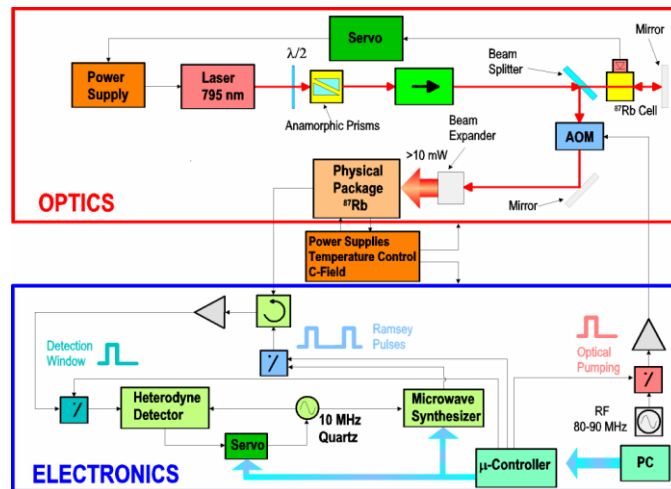 Servo
Mirror
λ/2
Beam
Splitter
Power
Supply
Laser
795 nm
87Rb Cell
Anamorphic Prisms
Beam
Expander
AOM
>10 mW
Physical
Package
87Rb
Mirror
OPTICS
Power Supplies
Temperature Control
C-Field
Ramsey
Pulses
Optical
Pumping
Detection
Window
Heterodyne
Detector
Microwave
Synthesizer
10 MHz
Quartz
RF
80-90 MHz
Servo
µ-Controller
PC
ELECTRONICS